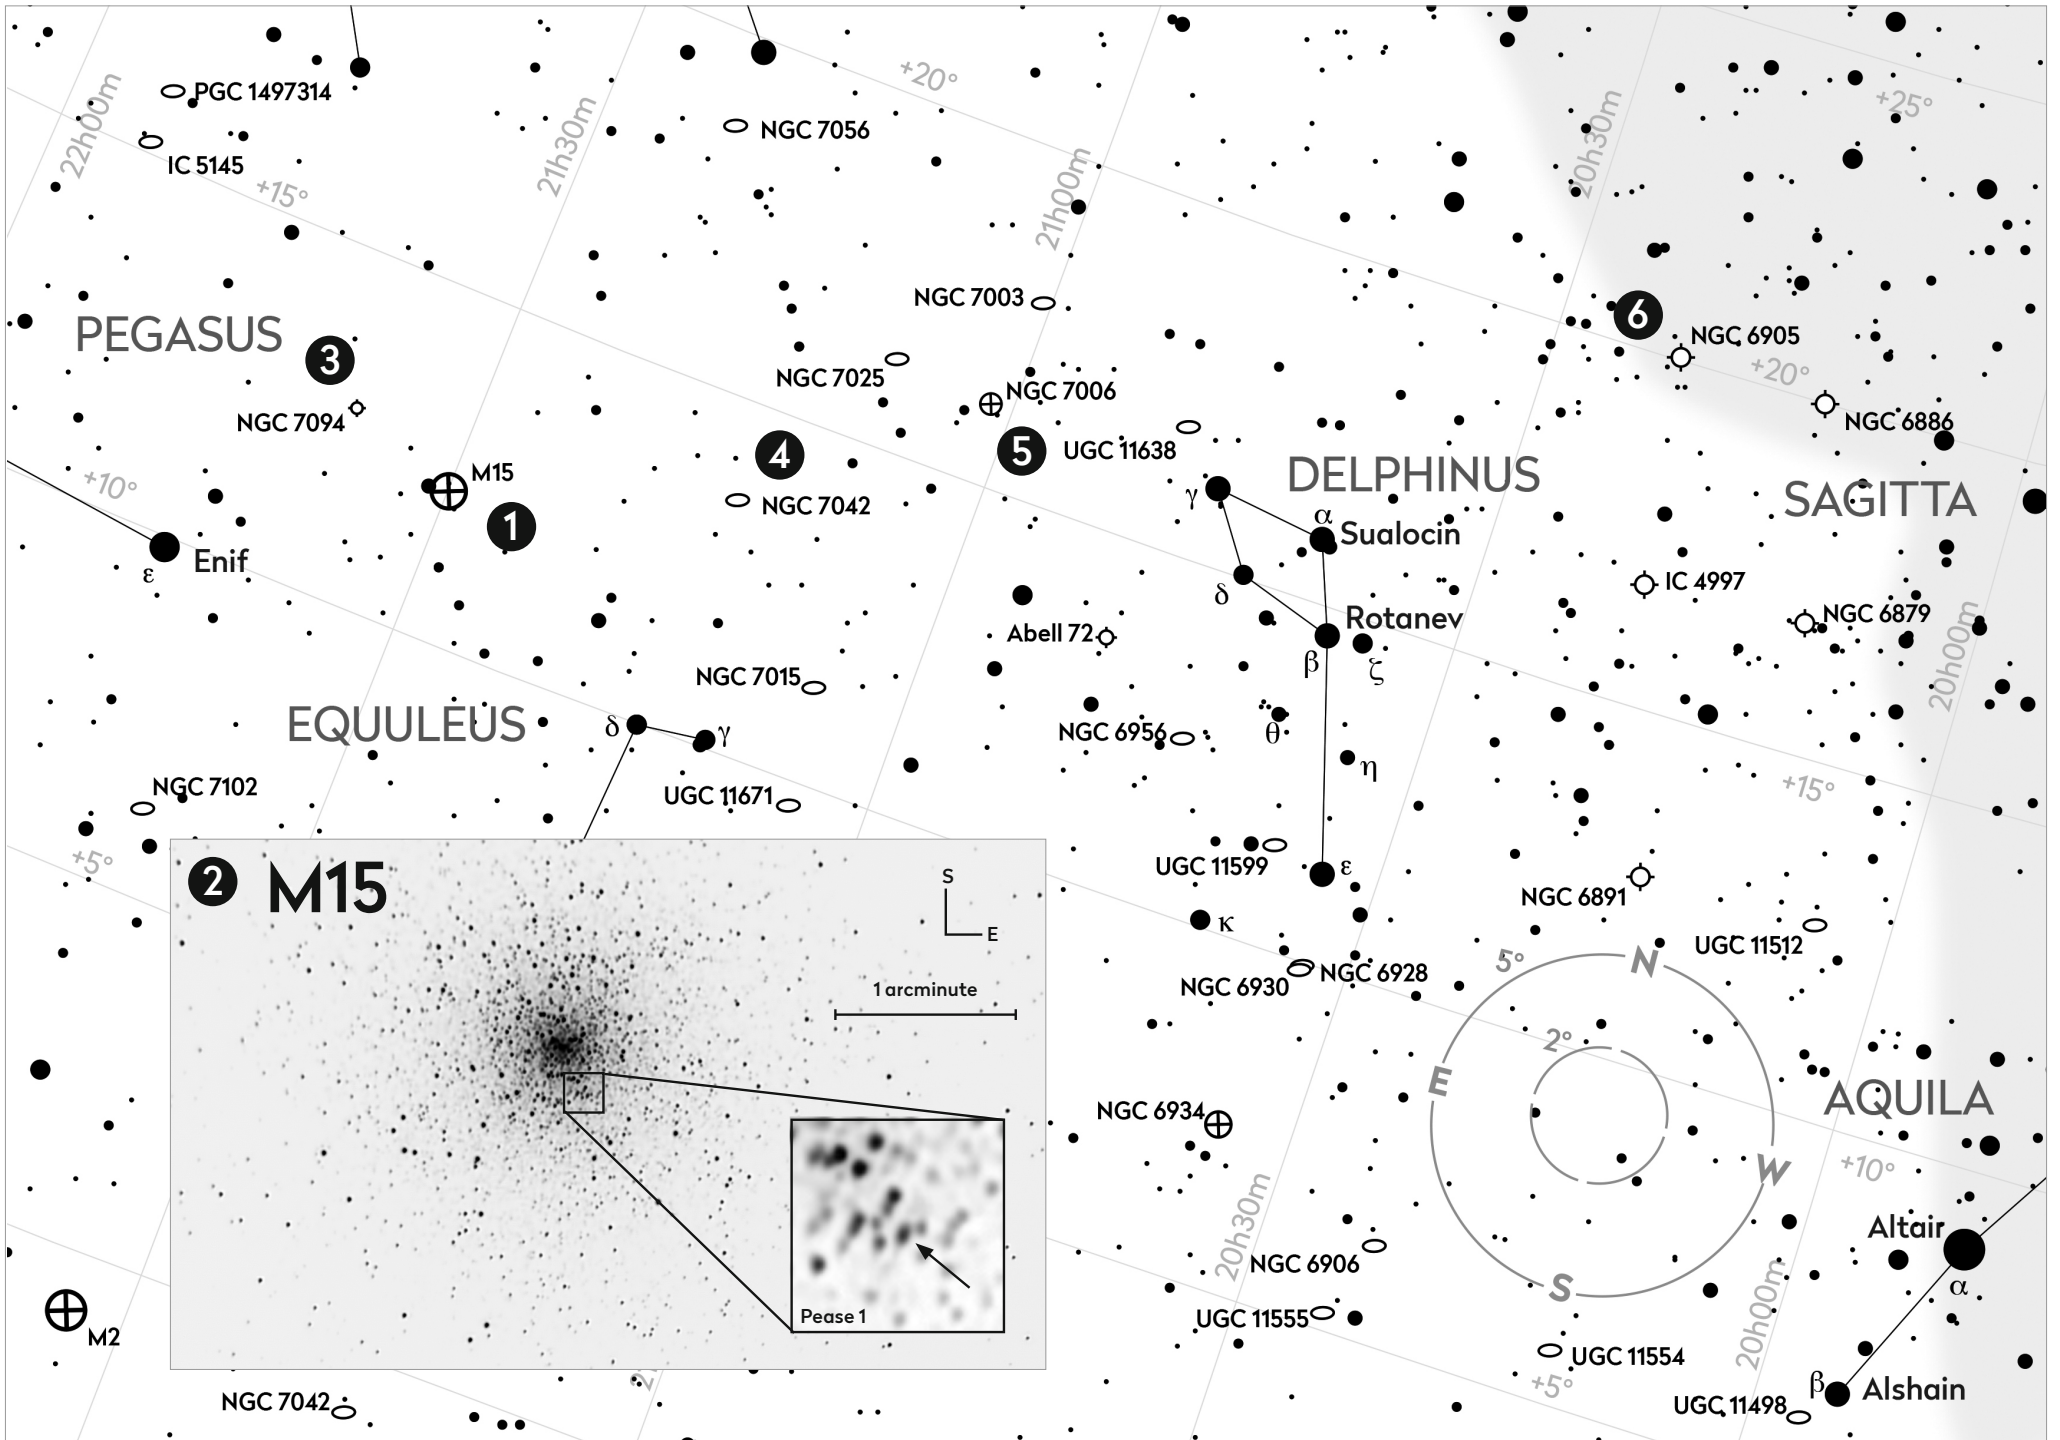 22h00m
PGC 1497314
IC 5145
+15°
21h30m
NGC 7056
+20°
21h00m
20h30m
+25°
NGC 7003
PEGASUS
3
NGC 7094
NGC 7025
NGC 7006
6
NGC 6905
+20°
NGC 6886
+10°
M15
1
4
NGC 7042
5
UGC 11638
DELPHINUS
SAGITTA
γ
α
Sualocin
Enif
ε
δ
Rotanev
β
ζ
IC 4997
NGC 6879
20h00m
Abell 72
NGC 7015
EQUULEUS
δ
γ
NGC 6956
θ
η
NGC 7102
UGC 11671
+15°
+5°
UGC 11599
ε
κ
NGC 6891
UGC 11512
NGC 6930
NGC 6928
2
M15
S
E
1 arcminute
Pease 1
5°
N
2°
E
W
S
NGC 6934
AQUILA
+10°
20h30m
Altair
α
NGC 6906
UGC 11555
UGC 11554
20h00m
+5°
β
Alshain
UGC 11498
M2
NGC 7042